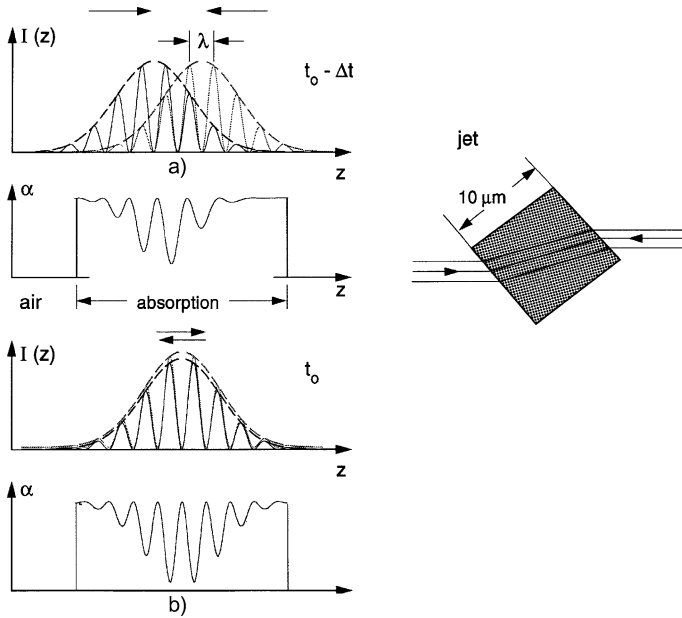 I (z)
λ
t₀ - Δt
a)
z
α
z
air
absorption
I (z)
t₀
z
α
b)
jet
10 μm